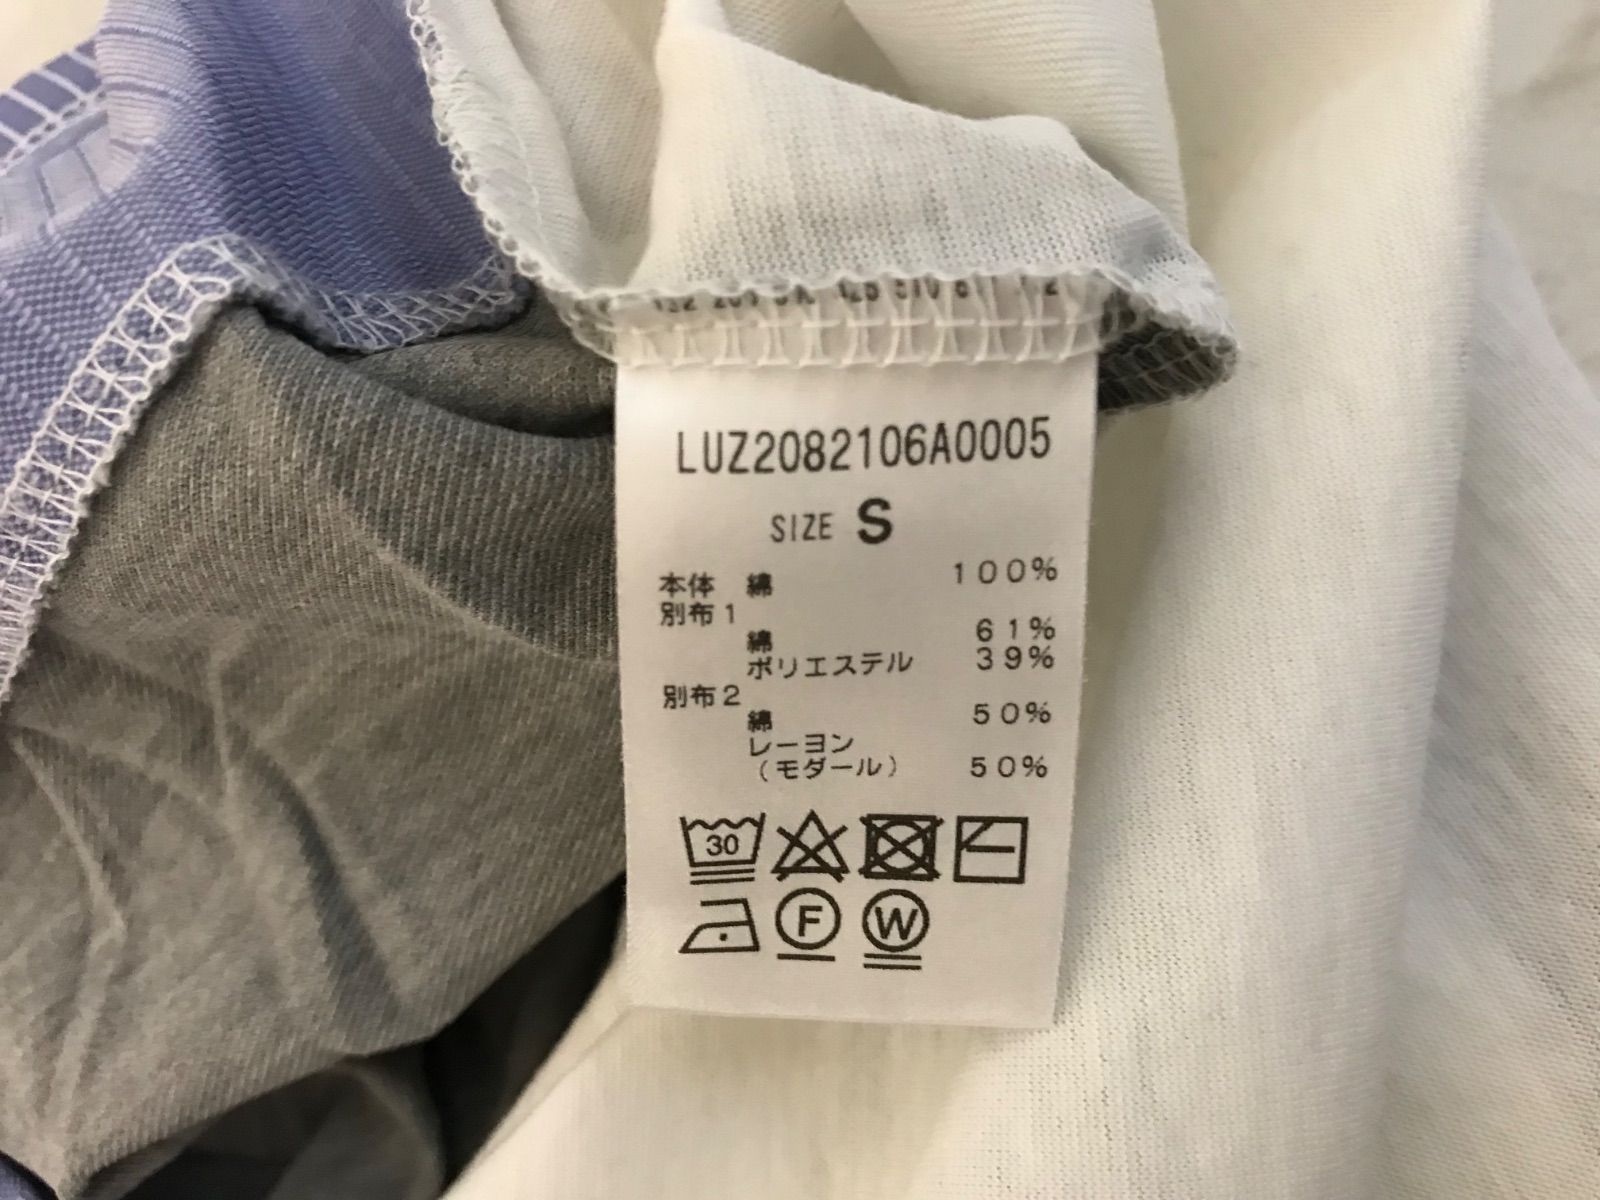 LUZ2082106A0005
SIZE S
本体 綿 100%
別布1
綿 61%
ポリエステル 39%
別布2
綿 50%
レーヨン
(モダール) 50%
30
F W